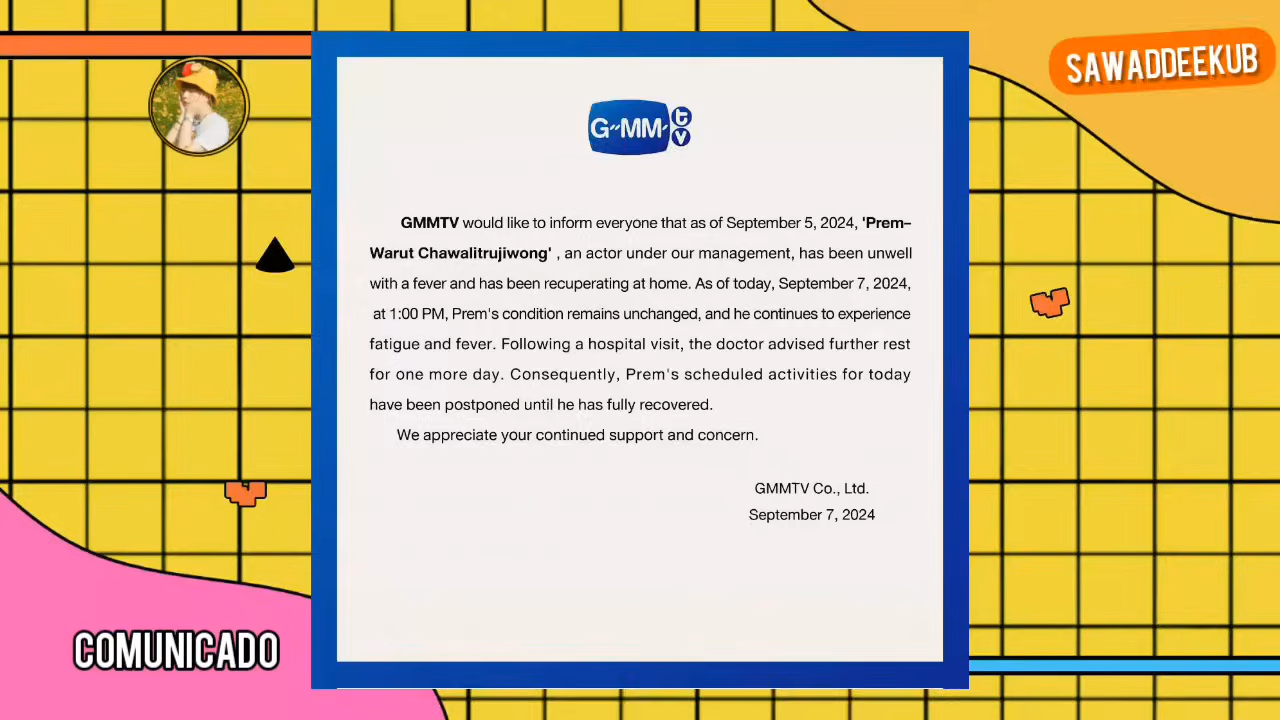 SAWADDEEKUB
G-MM-
tv
GMMTV would like to inform everyone that as of September 5, 2024, 'Prem-
Warut Chawalitrujiwong' , an actor under our management, has been unwell
with a fever and has been recuperating at home. As of today, September 7, 2024,
at 1:00 PM, Prem's condition remains unchanged, and he continues to experience
fatigue and fever. Following a hospital visit, the doctor advised further rest
for one more day. Consequently, Prem's scheduled activities for today
have been postponed until he has fully recovered.
We appreciate your continued support and concern.
GMMTV Co., Ltd.
September 7, 2024
COMUNICADO